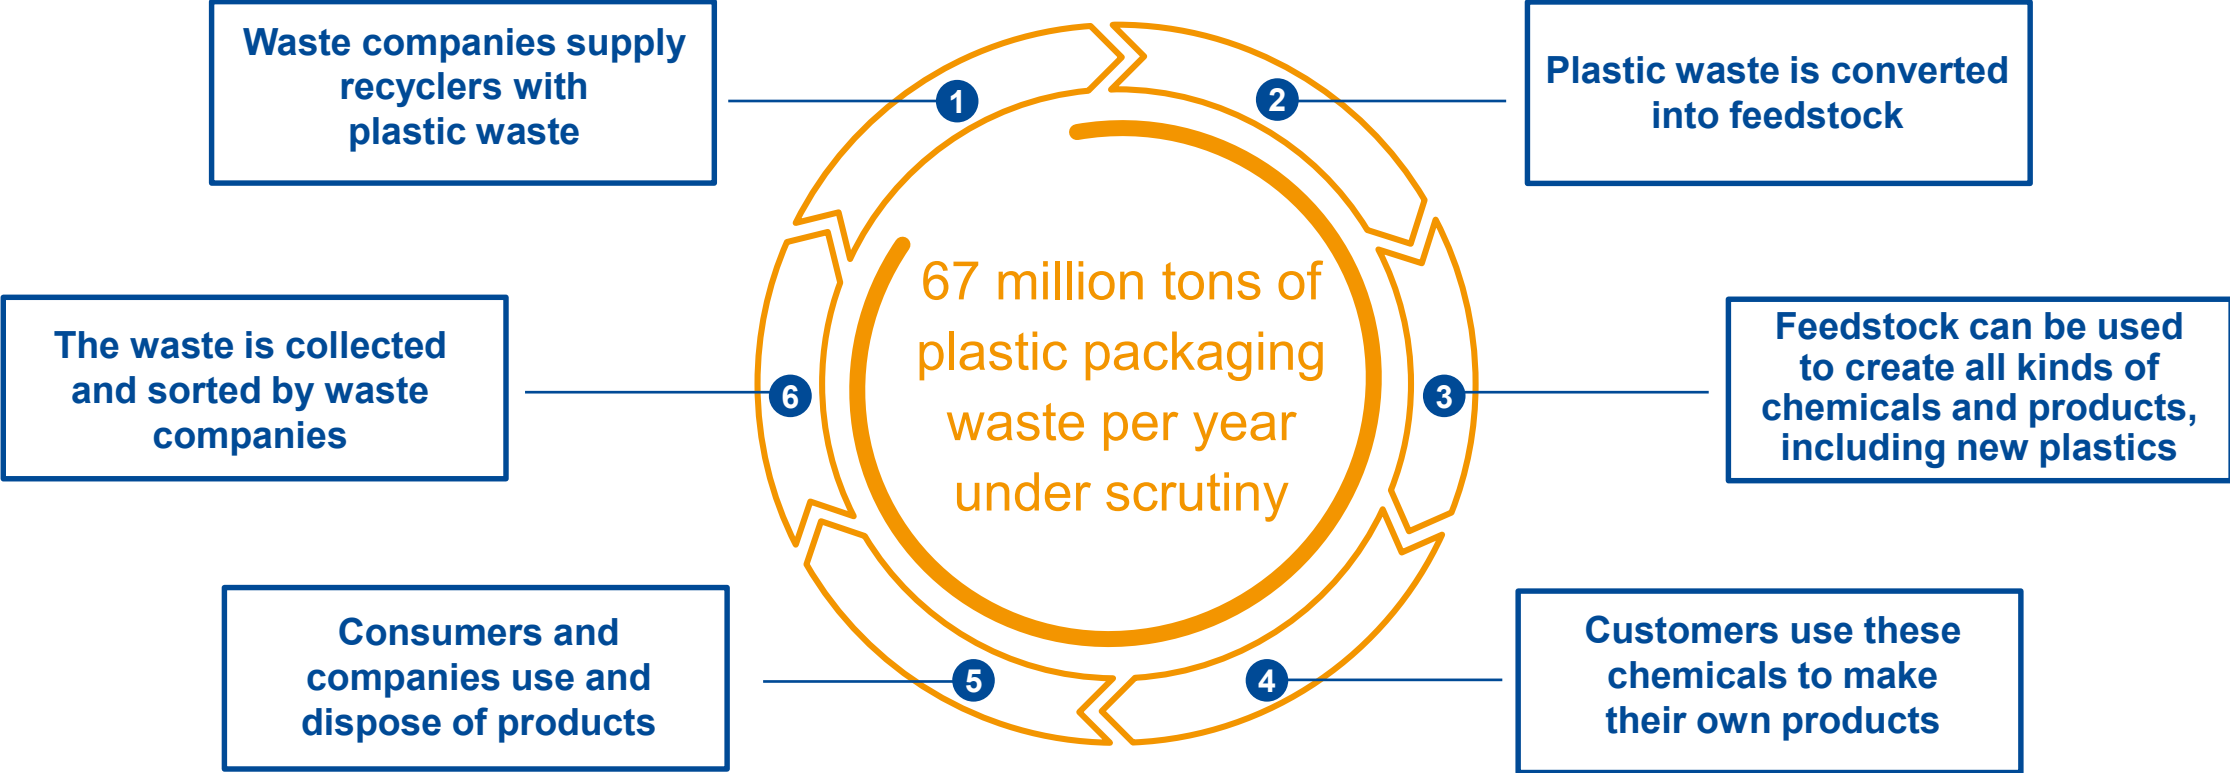 Waste companies supply
recyclers with
plastic waste
1
2
Plastic waste is converted
into feedstock
67 million tons of
plastic packaging
waste per year
under scrutiny
3
Feedstock can be used
to create all kinds of
chemicals and products,
including new plastics
4
Customers use these
chemicals to make
their own products
5
Consumers and
companies use and
dispose of products
6
The waste is collected
and sorted by waste
companies